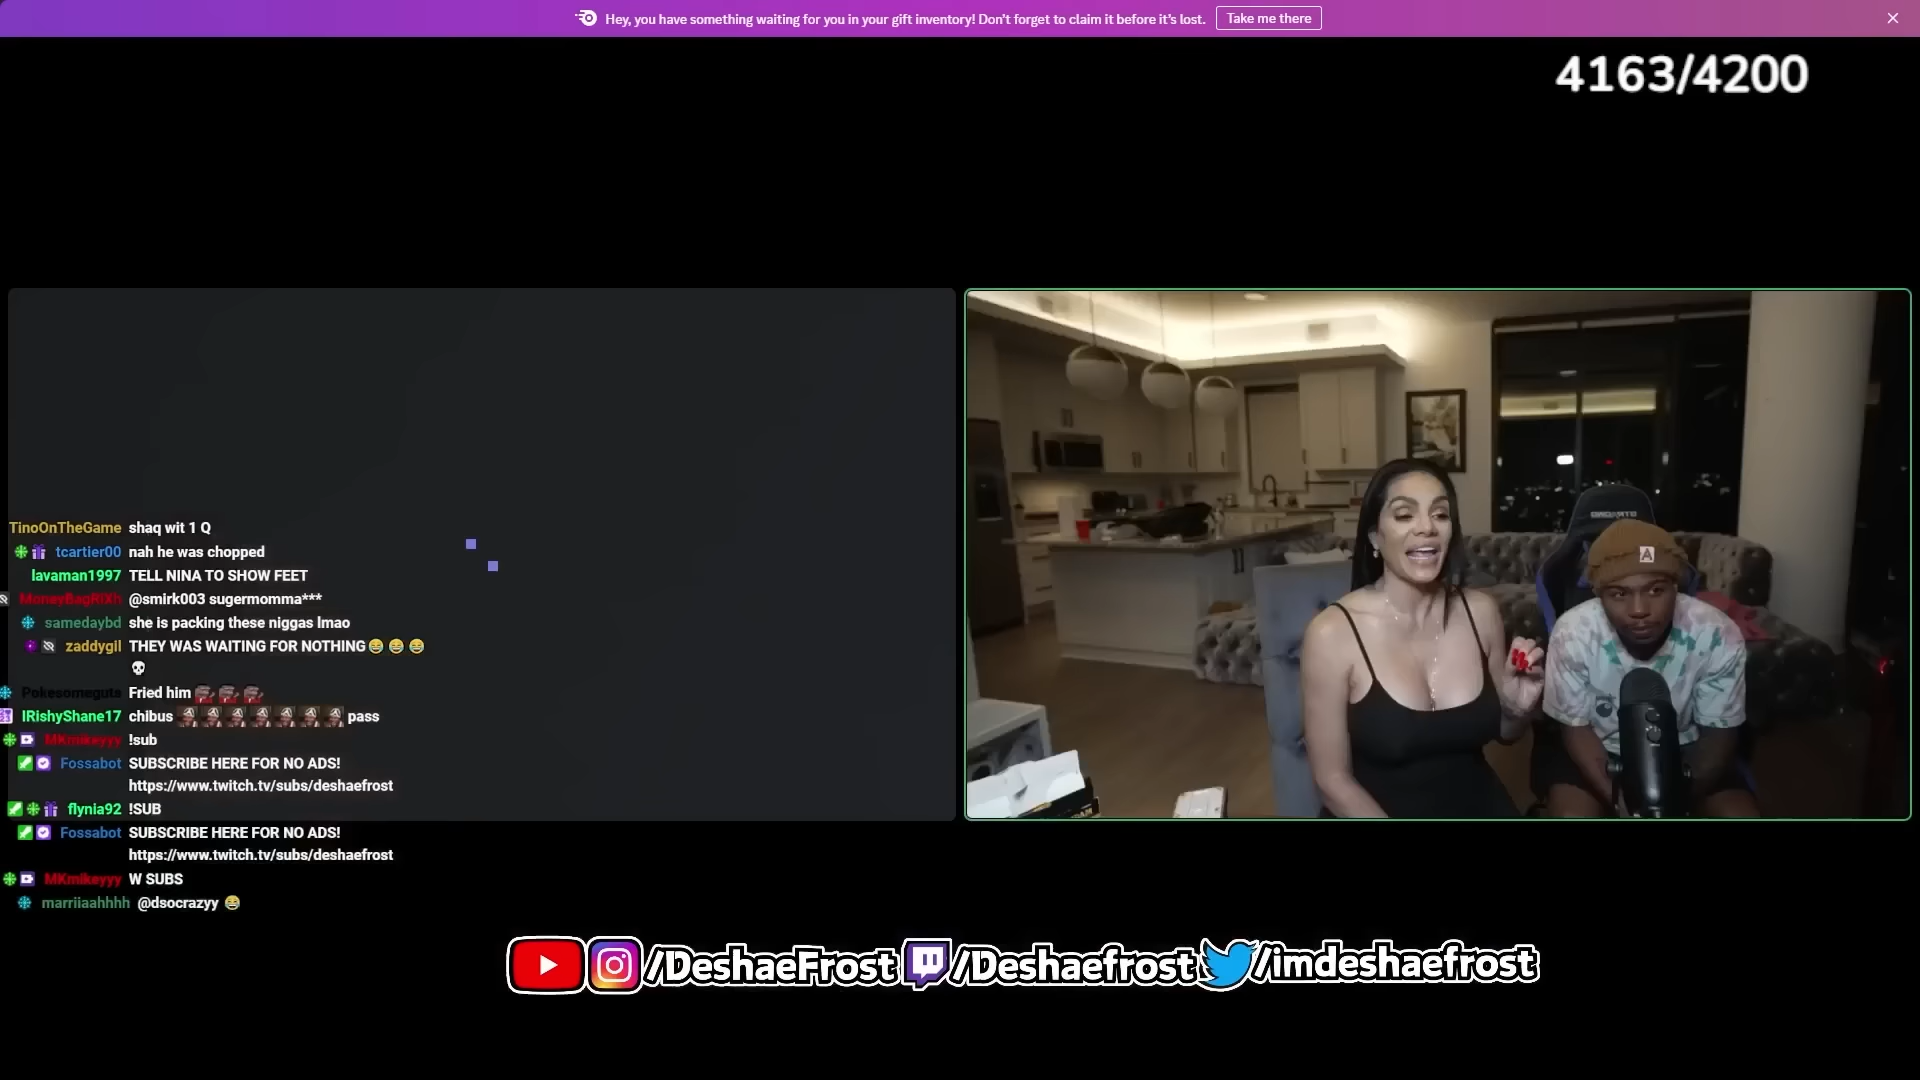 Hey, you have something waiting for you in your gift inventory! Don't forget to claim it before it's lost.
Take me there
4163/4200
TinoOnTheGame shaq wit 1 Q
tcartier00 nah he was chopped
lavaman1997 TELL NINA TO SHOW FEET
MoneyBagRIXh @smirk003 sugermomma***
samedaybd she is packing these niggas lmao
zaddygil THEY WAS WAITING FOR NOTHING😂 😂 😂
💀
Pokesomeguts Fried him
IRishyShane17 chibus pass
MKmikeyyy !sub
Fossabot SUBSCRIBE HERE FOR NO ADS!
https://www.twitch.tv/subs/deshaefrost
flynia92 !SUB
Fossabot SUBSCRIBE HERE FOR NO ADS!
https://www.twitch.tv/subs/deshaefrost
MKmikeyyy W SUBS
marriiaahhhh @dsocrazyy 😂
A
/DeshaeFrost /Deshaefrost /imdeshaefrost